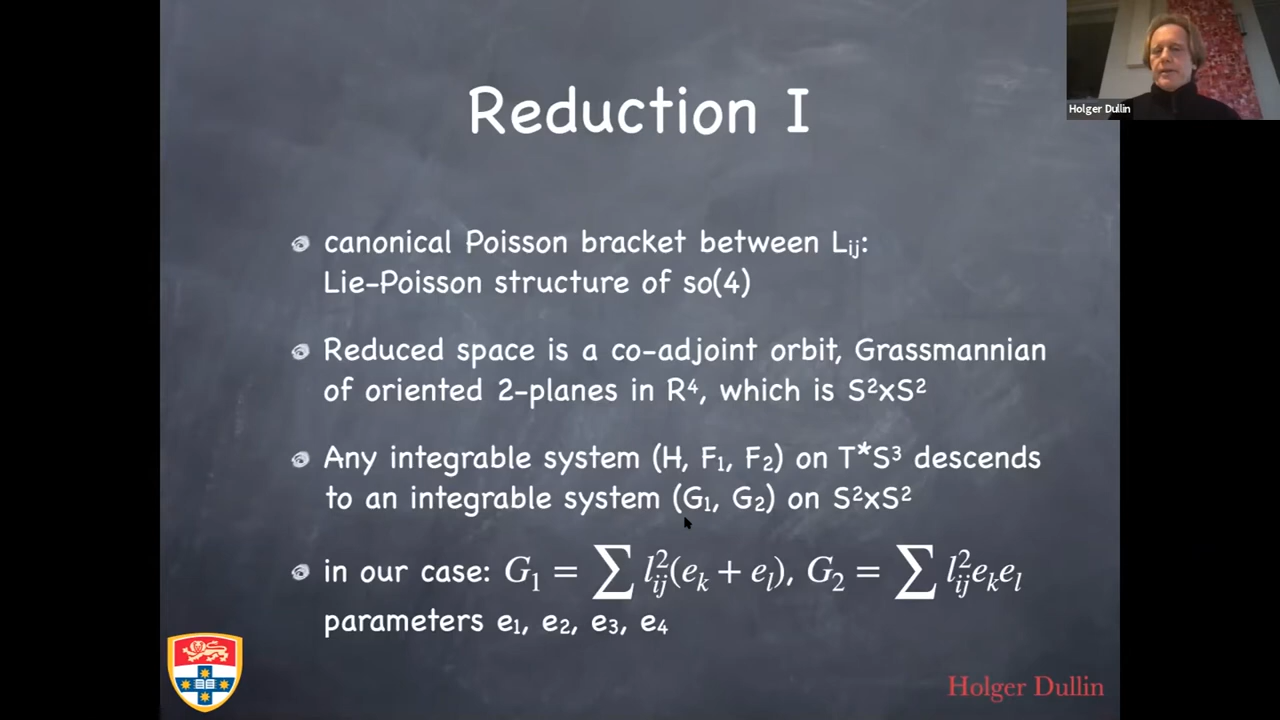 Reduction I
Holger Dullin
canonical Poisson bracket between Lᵢⱼ:
Lie-Poisson structure of so(4)
Reduced space is a co-adjoint orbit, Grassmannian
of oriented 2-planes in R⁴, which is S²xS²
Any integrable system (H, F₁, F₂) on T*S³ descends
to an integrable system (G₁, G₂) on S²xS²
in our case: G₁ = ∑ l²ᵢⱼ(eₖ + eₗ), G₂ = ∑ l²ᵢⱼeₖeₗ
parameters e₁, e₂, e₃, e₄
Holger Dullin